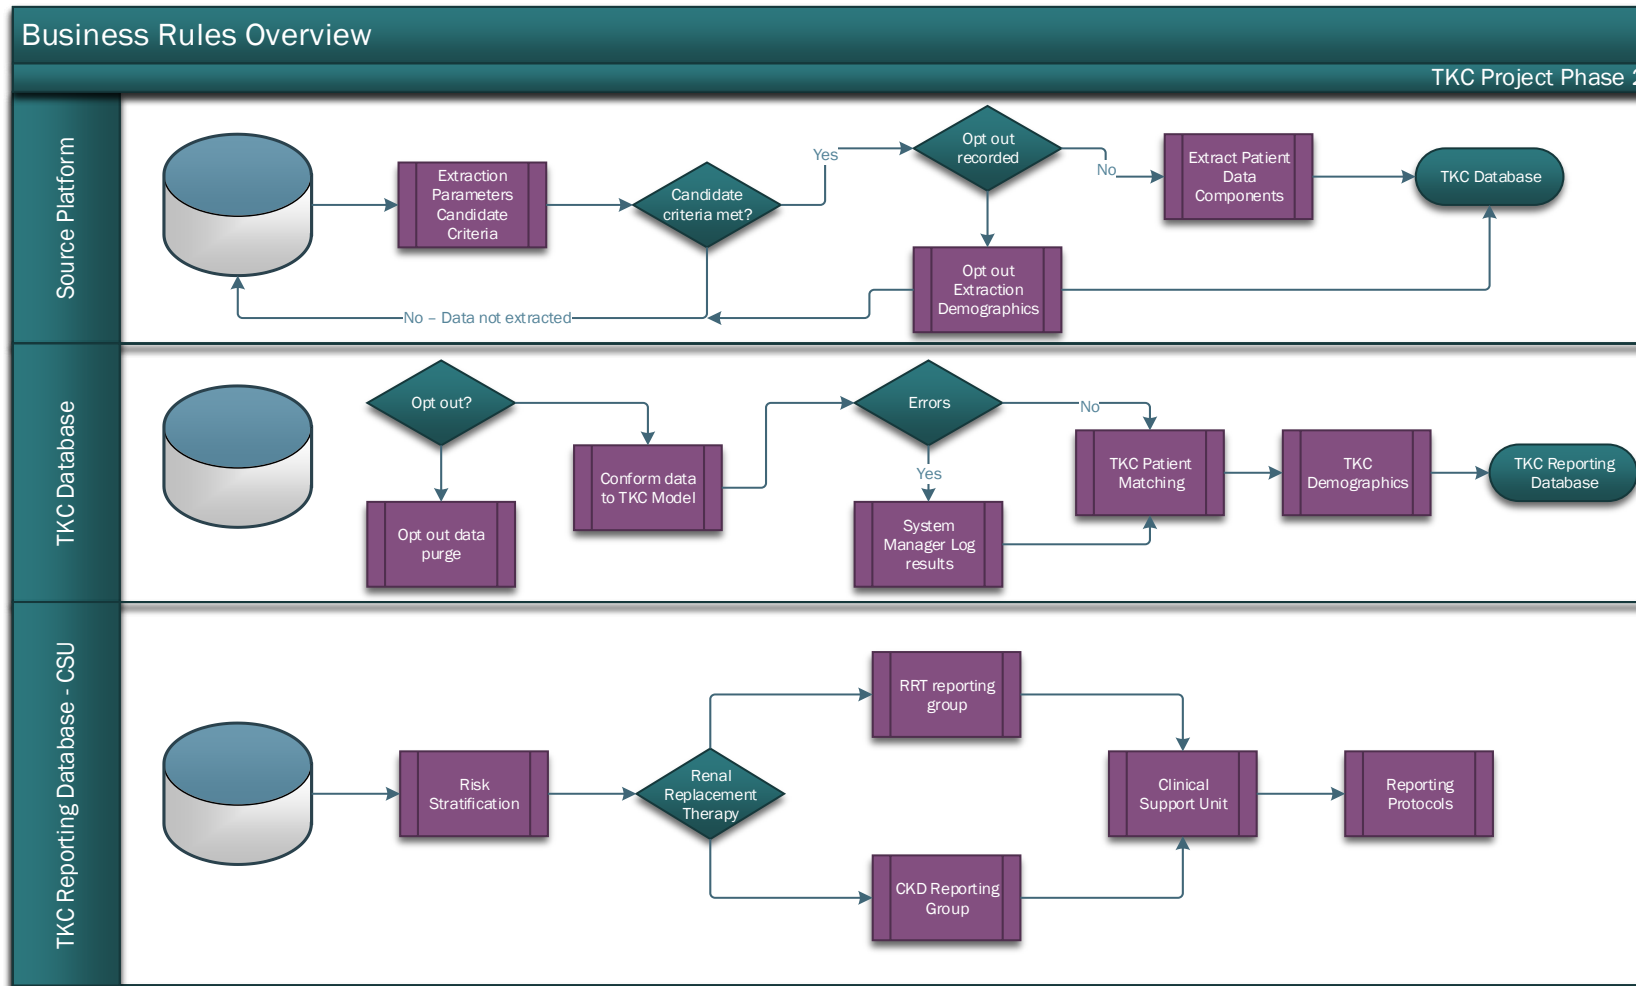 Business Rules Overview
TKC Project Phase 2
Source Platform
Extraction
Parameters
Candidate
Criteria
Candidate
criteria met?
Yes
Opt out
recorded
No
Extract Patient
Data
Components
TKC Database
Opt out
Extraction
Demographics
No – Data not extracted
TKC Database
Opt out?
Conform data
to TKC Model
Opt out data
purge
Errors
No
Yes
System
Manager Log
results
TKC Patient
Matching
TKC
Demographics
TKC Reporting
Database
TKC Reporting Database - CSU
Risk
Stratification
Renal
Replacement
Therapy
RRT reporting
group
CKD Reporting
Group
Clinical
Support Unit
Reporting
Protocols